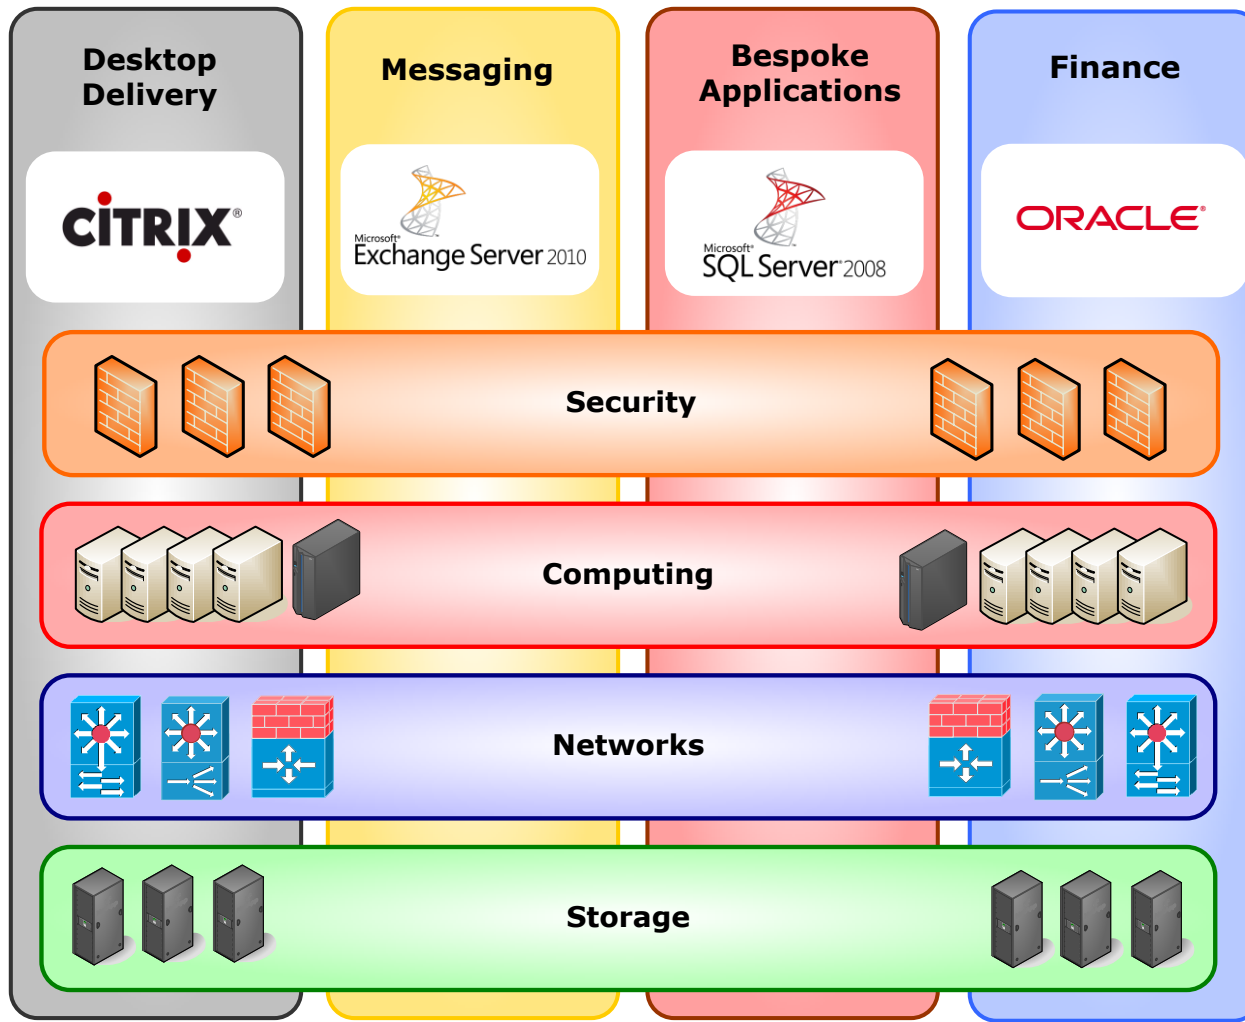 Desktop
Delivery
Messaging
Bespoke
Applications
Finance
CiTRIX®
Microsoft®
Exchange Server 2010
Microsoft®
SQL Server® 2008
ORACLE®
Security
Computing
Networks
Storage